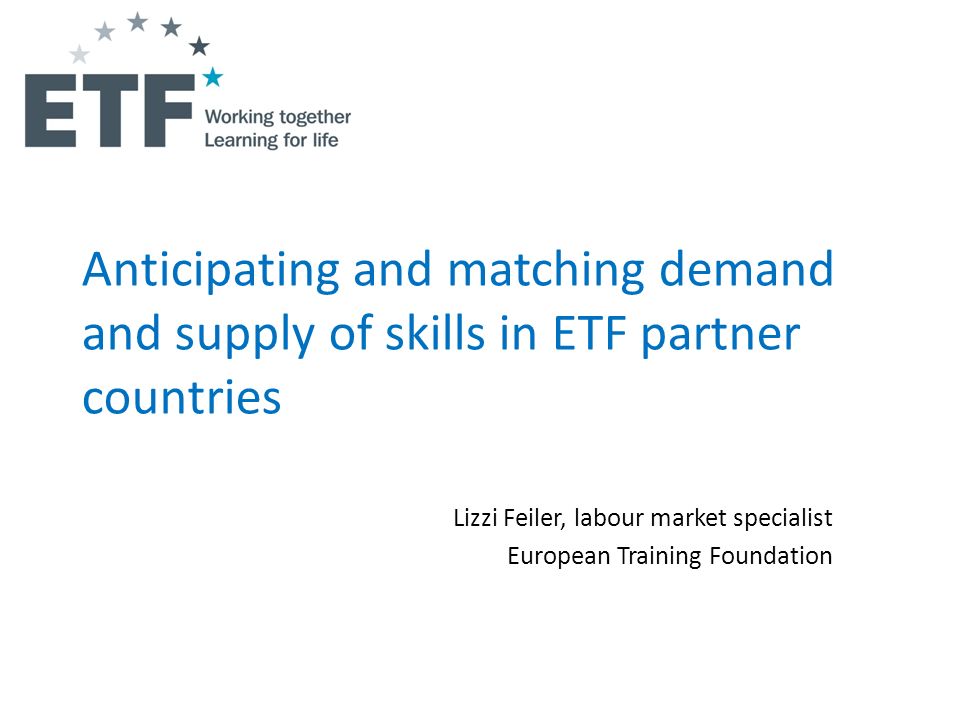 ETF
Working together
Learning for life
Anticipating and matching demand
and supply of skills in ETF partner
countries
Lizzi Feiler, labour market specialist
European Training Foundation